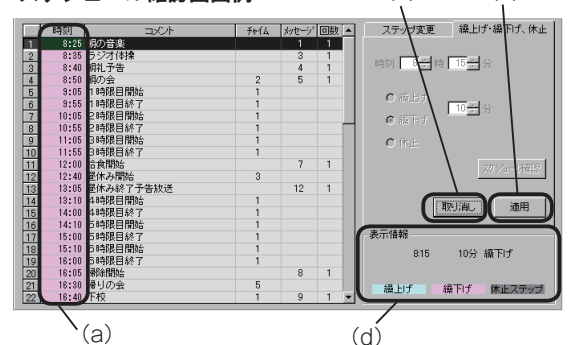 時刻 コメント チャイム メッセージ 回数
1 8:25 朝の音楽 1 1
2 8:35 ラジオ体操 3 1
3 8:40 朝礼予告 4 1
4 8:50 朝の会 2 5 1
5 9:05 1時限目開始 1
6 9:55 1時限目終了 1
7 10:05 2時限目開始 1
8 10:55 2時限目終了 1
9 11:05 3時限目開始 1
10 11:55 3時限目終了 1
11 12:00 給食開始 7 1
12 12:40 昼休み開始 3
13 13:05 昼休み終了予告放送 12 1
14 13:10 4時限目開始 1
15 14:00 4時限目終了 1
16 14:10 5時限目開始 1
17 15:00 5時限目終了 1
18 15:10 6時限目開始 1
19 16:00 6時限目終了 1
20 16:05 掃除開始 8 1
21 16:30 帰りの会 5
22 16:40 下校 1 9 1
ステップ変更 繰上げ・繰下げ、休止
時刻 8 時 15 分
繰上げ
10 分
繰下げ
休止
スケジュール確認
取り消し 適用
表示情報
8:15 10分 繰下げ
繰上げ 繰下げ 休止ステップ
(a) (d)